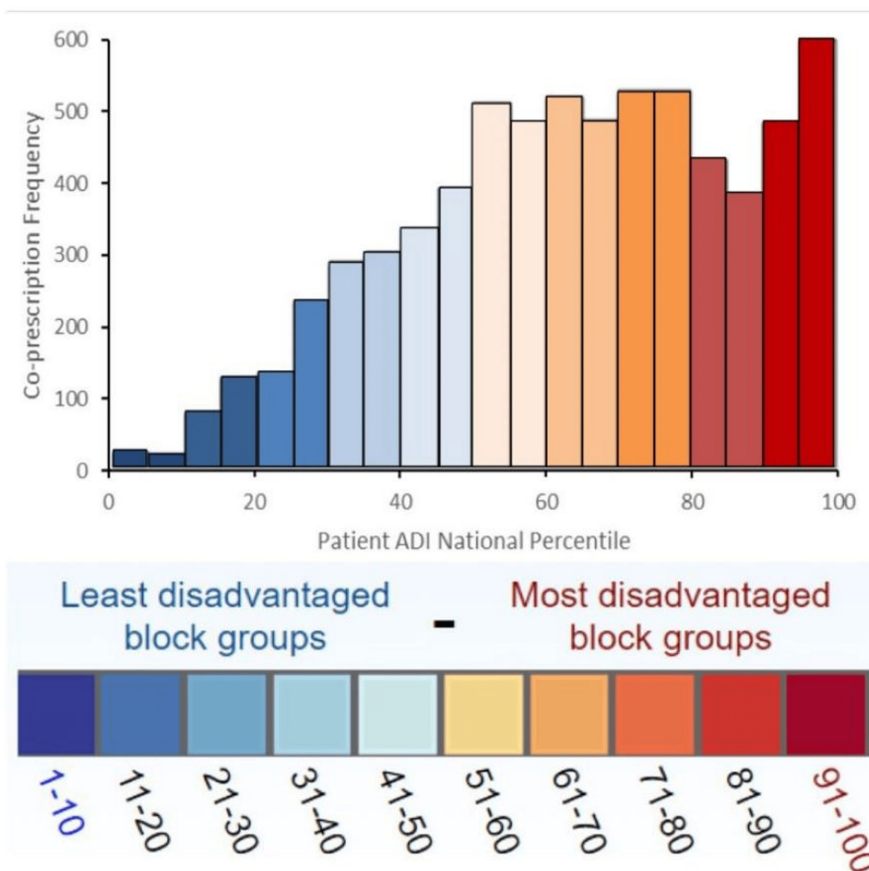 600
500
400
300
200
100
0
Co-prescription Frequency
0 20 40 60 80 100
Patient ADI National Percentile
Least disadvantaged
block groups
-
Most disadvantaged
block groups
1-10 11-20 21-30 31-40 41-50 51-60 61-70 71-80 81-90 91-100